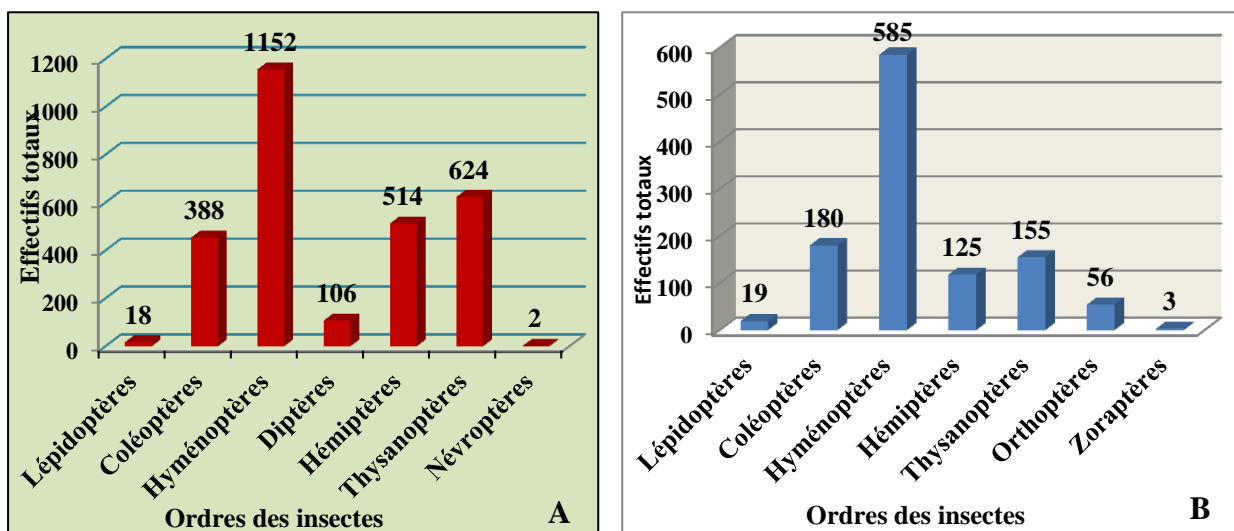 1152
1200
1000
800
600
400
200
0
Effectifs totaux
18
388
106
514
624
2
Lépidoptères
Coléoptères
Hyménoptères
Diptères
Hémiptères
Thysanoptères
Névroptères
Ordres des insectes
A
585
600
500
400
300
200
100
0
Effectifs totaux
19
180
125
155
56
3
Lépidoptères
Coléoptères
Hyménoptères
Hémiptères
Thysanoptères
Orthoptères
Zoraptères
Ordres des insectes
B